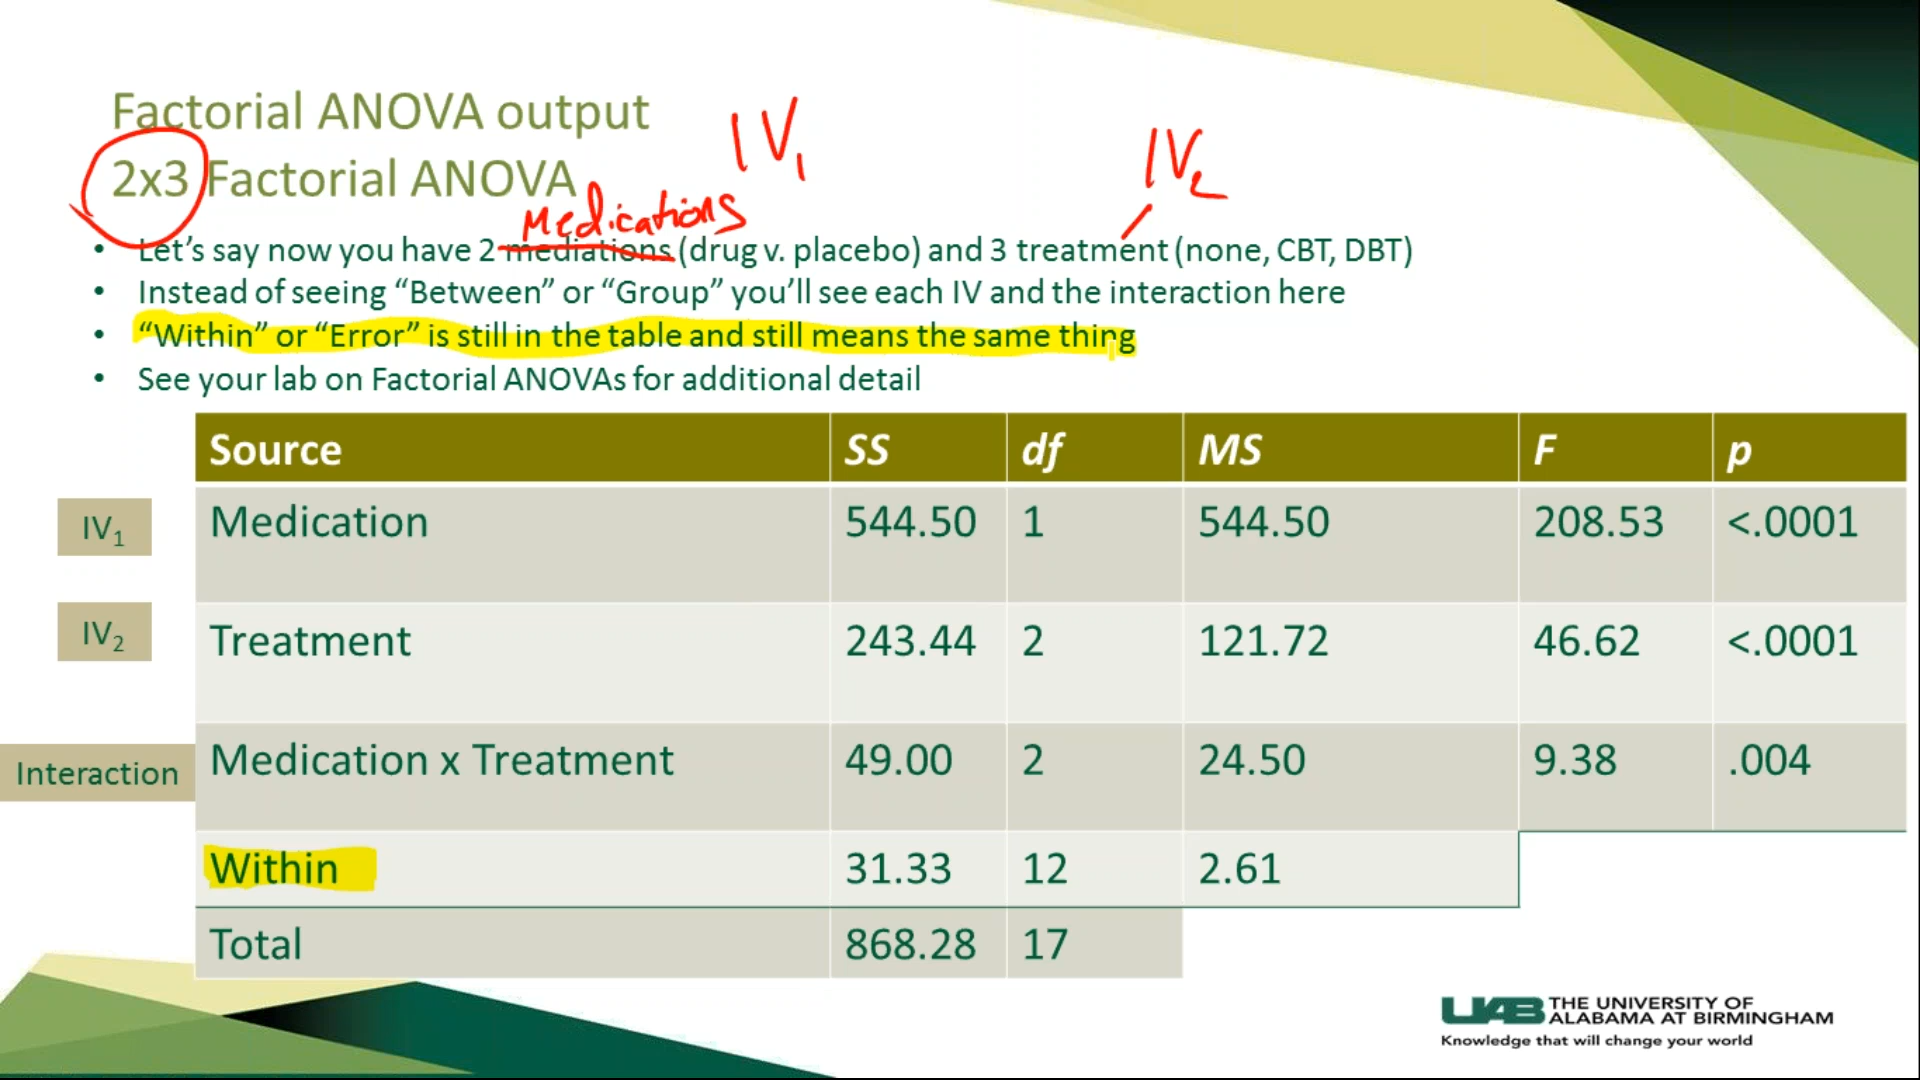 Factorial ANOVA output
IV1
IV2
2x3 Factorial ANOVA
Medications
• Let's say now you have 2 mediations (drug v. placebo) and 3 treatment (none, CBT, DBT)
• Instead of seeing “Between” or “Group” you'll see each IV and the interaction here
• “Within” or “Error” is still in the table and still means the same thing
• See your lab on Factorial ANOVAs for additional detail
Source SS df MS F p
IV1 Medication 544.50 1 544.50 208.53 <.0001
IV2 Treatment 243.44 2 121.72 46.62 <.0001
Interaction Medication x Treatment 49.00 2 24.50 9.38 .004
Within 31.33 12 2.61
Total 868.28 17
UAB THE UNIVERSITY OF
ALABAMA AT BIRMINGHAM
Knowledge that will change your world